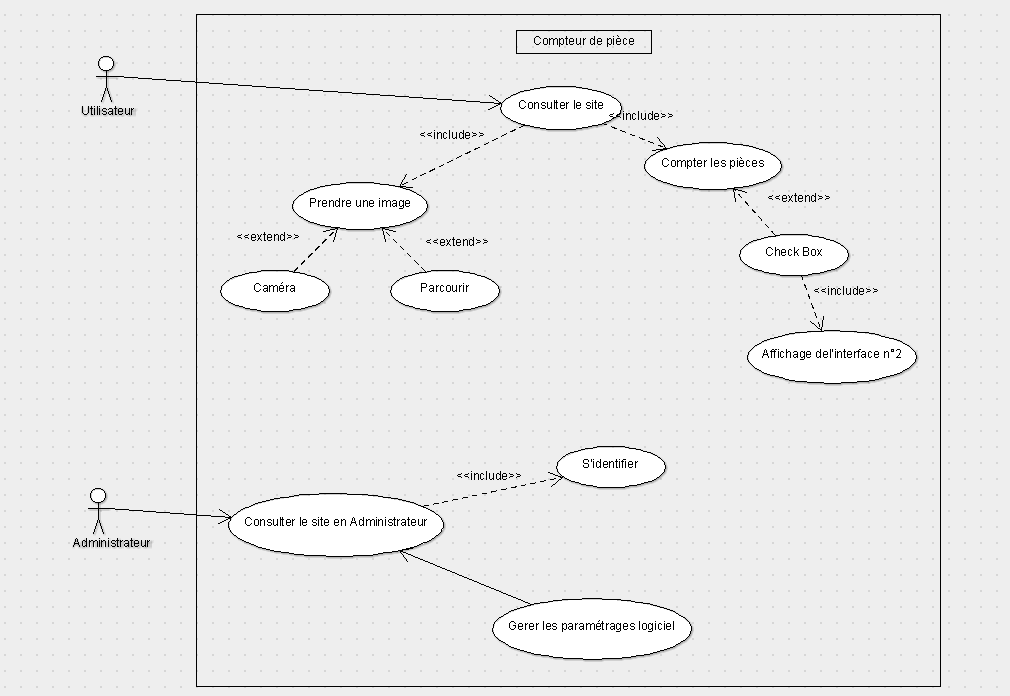 Compteur de pièce
Utilisateur
Consulter le site
<<include>>
<<include>>
Compter les pièces
Prendre une image
<<extend>>
<<extend>>
<<extend>>
Check Box
Caméra
Parcourir
<<include>>
Affichage del'interface n°2
S'identifier
<<include>>
Administrateur
Consulter le site en Administrateur
Gerer les paramétrages logiciel